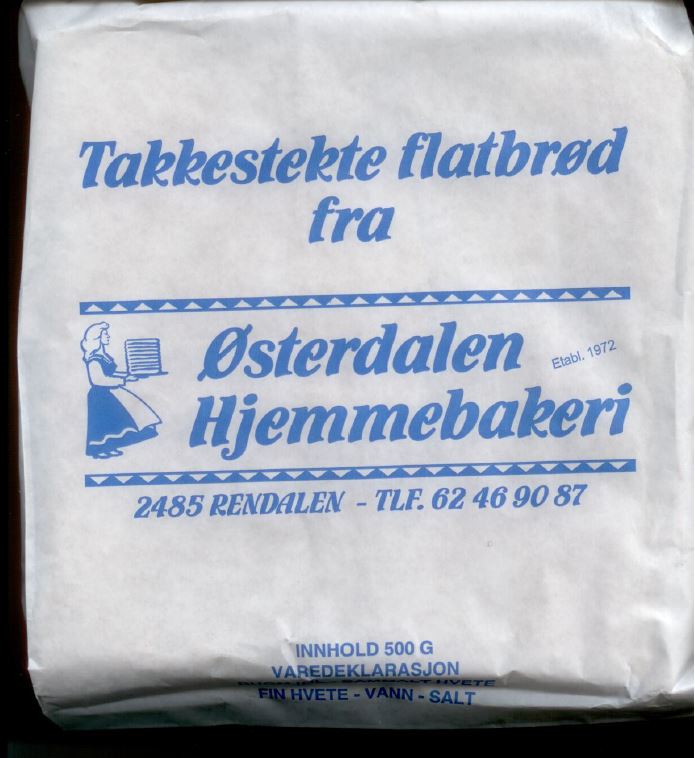 Takkestekte flatbrød
fra
Østerdalen
Etabl. 1972
Hjemmebakeri
2485 RENDALEN - TLF. 62 46 90 87
INNHOLD 500 G
VAREDEKLARASJON
HVETE
FIN HVETE - VANN - SALT